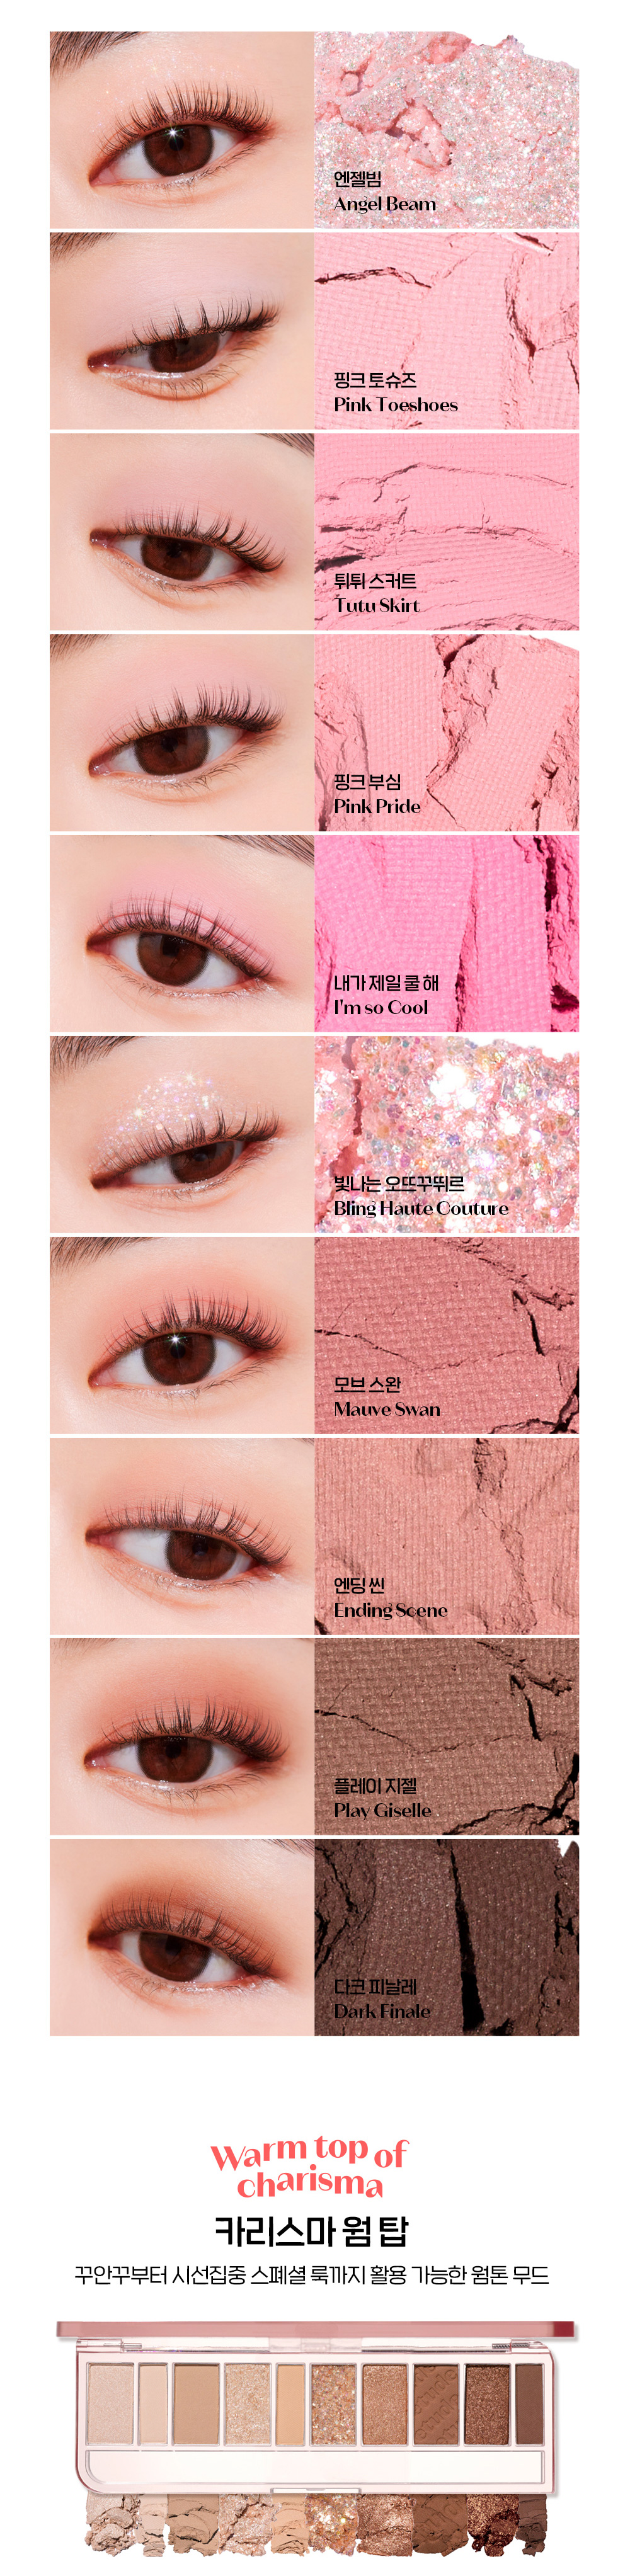 엔젤빔
Angel Beam
핑크 토슈즈
Pink Toeshoes
튀튀 스커트
Tutu Skirt
핑크 부심
Pink Pride
내가 제일 쿨 해
I'm so Cool
빛나는 오뜨꾸뛰르
Bling Haute Couture
모브 스완
Mauve Swan
엔딩 씬
Ending Scene
플레이 지젤
Play Giselle
다크 피날레
Dark Finale
Warm top of
charisma
카리스마 웜 탑
꾸안꾸부터 시선집중 스페셜 룩까지 활용 가능한 웜톤 무드